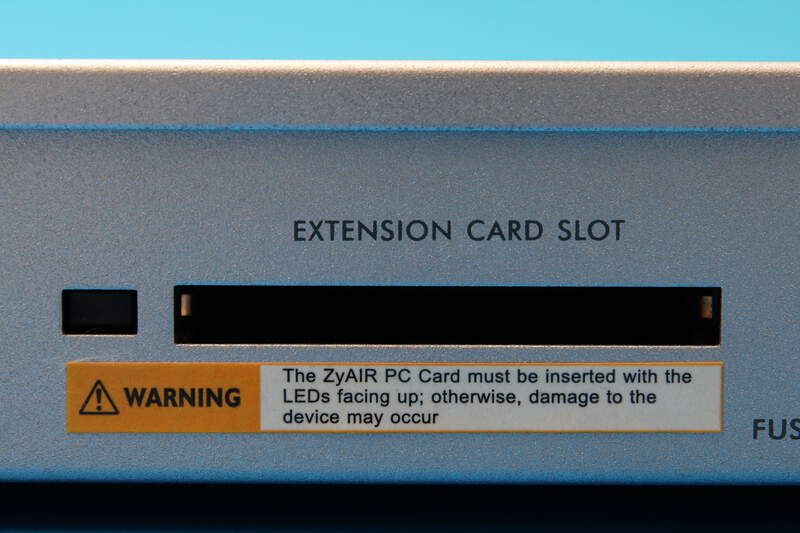 EXTENSION CARD SLOT
WARNING
The ZyAIR PC Card must be inserted with the
LEDs facing up; otherwise, damage to the
device may occur
FUS